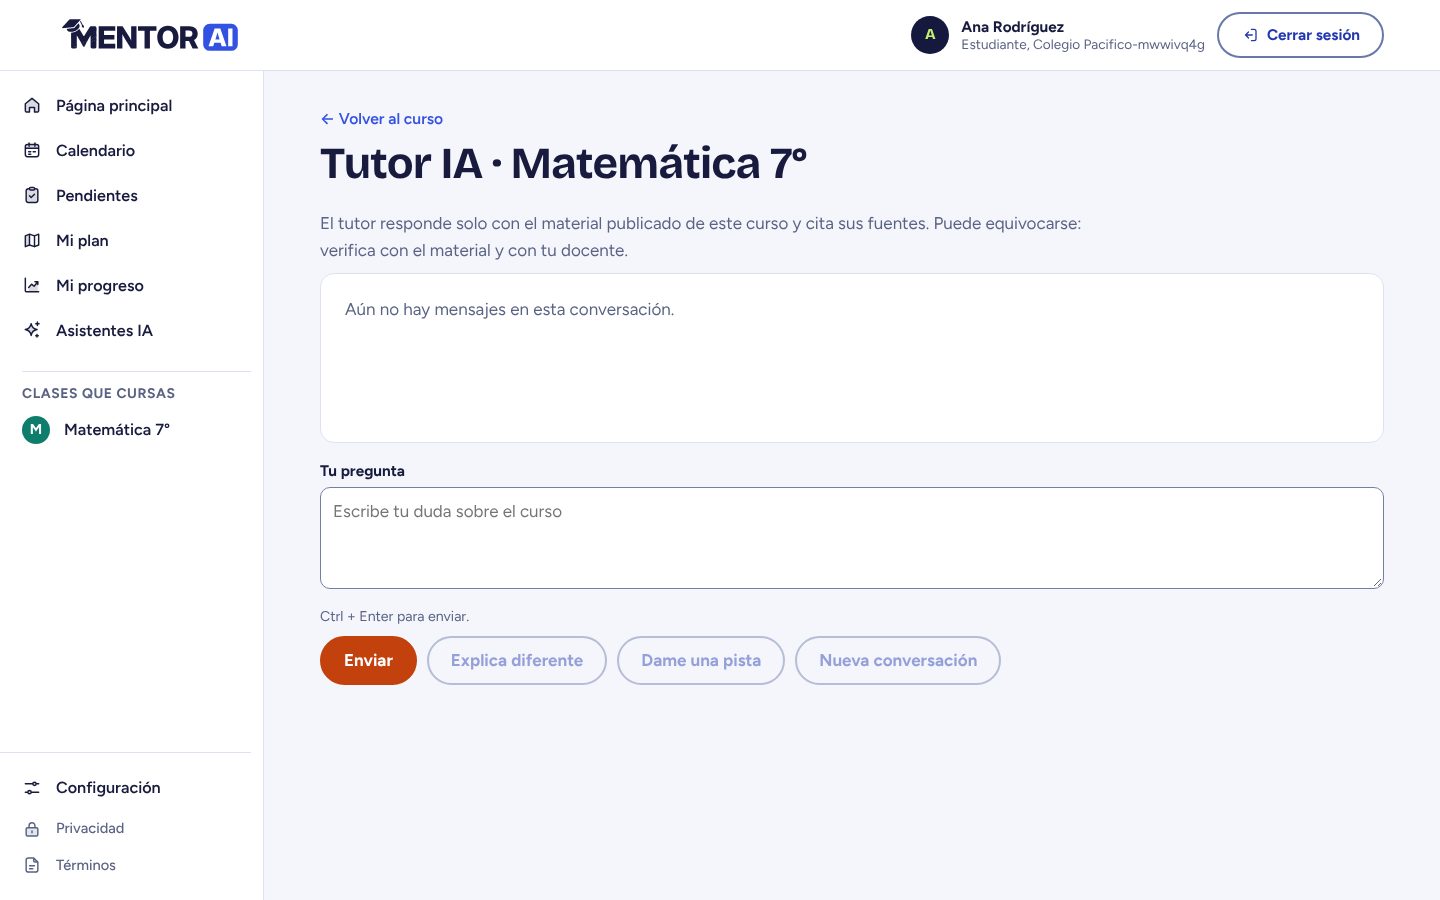 MENTOR AI
A
Ana Rodríguez
Estudiante, Colegio Pacifico-mwwivq4g
Cerrar sesión
Página principal
Calendario
Pendientes
Mi plan
Mi progreso
Asistentes IA
CLASES QUE CURSAS
M
Matemática 7°
Configuración
Privacidad
Términos
← Volver al curso
Tutor IA · Matemática 7°
El tutor responde solo con el material publicado de este curso y cita sus fuentes. Puede equivocarse:
verifica con el material y con tu docente.
Aún no hay mensajes en esta conversación.
Tu pregunta
Escribe tu duda sobre el curso
Ctrl + Enter para enviar.
Enviar
Explica diferente
Dame una pista
Nueva conversación